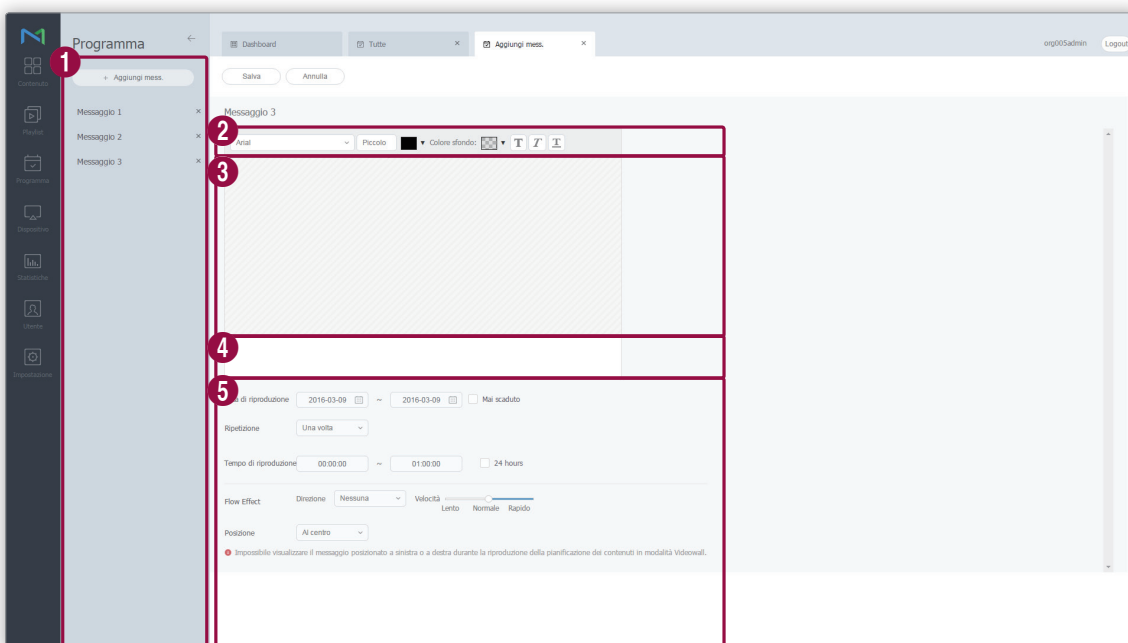 Programma ←
Dashboard Tutte × Aggiungi mess. ×
org005admin Logout
Contenuto
Playlist
Programma
Dispositivo
Statistiche
Utente
Impostazione
1
+ Aggiungi mess.
Messaggio 1 ×
Messaggio 2 ×
Messaggio 3 ×
Salva Annulla
Messaggio 3
2
Arial Piccolo Colore sfondo: T T T
3
4
5
di riproduzione 2016-03-09 ~ 2016-03-09 Mai scaduto
Ripetizione Una volta
Tempo di riproduzione 00:00:00 ~ 01:00:00 24 hours
Flow Effect Direzione Nessuna Velocità
Lento Normale Rapido
Posizione Al centro
Impossibile visualizzare il messaggio posizionato a sinistra o a destra durante la riproduzione della pianificazione dei contenuti in modalità Videowall.